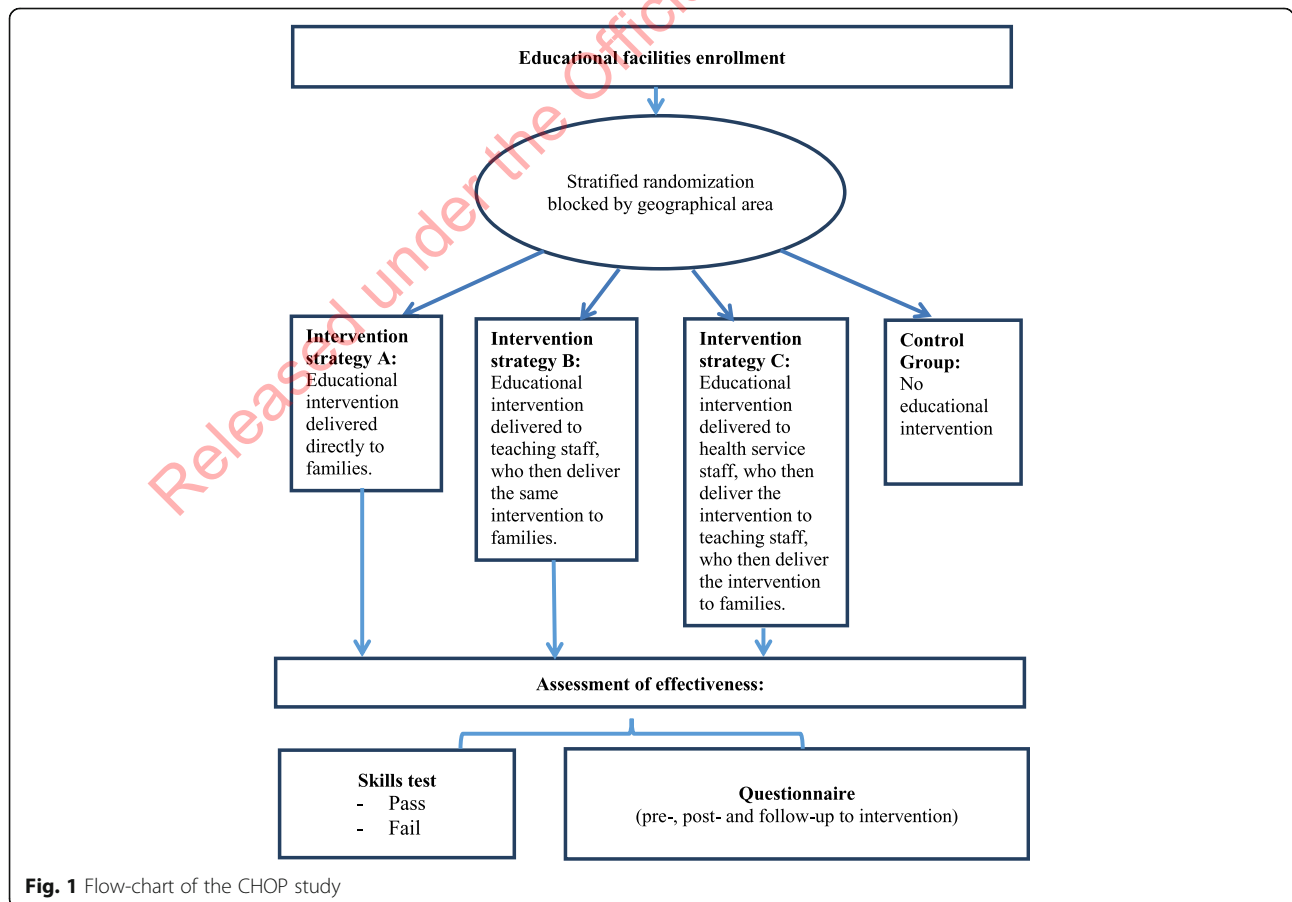 Released under the Offici
Educational facilities enrollment
Stratified randomization
blocked by geographical area
Intervention
strategy A:
Educational
intervention
delivered
directly to
families.
Intervention
strategy B:
Educational
intervention
delivered to
teaching staff,
who then deliver
the same
intervention to
families.
Intervention
strategy C:
Educational
intervention
delivered to
health service
staff, who then
deliver the
intervention to
teaching staff,
who then deliver
the intervention
to families.
Control
Group:
No
educational
intervention
Assessment of effectiveness:
Skills test
- Pass
- Fail
Questionnaire
(pre-, post- and follow-up to intervention)
Fig. 1 Flow-chart of the CHOP study